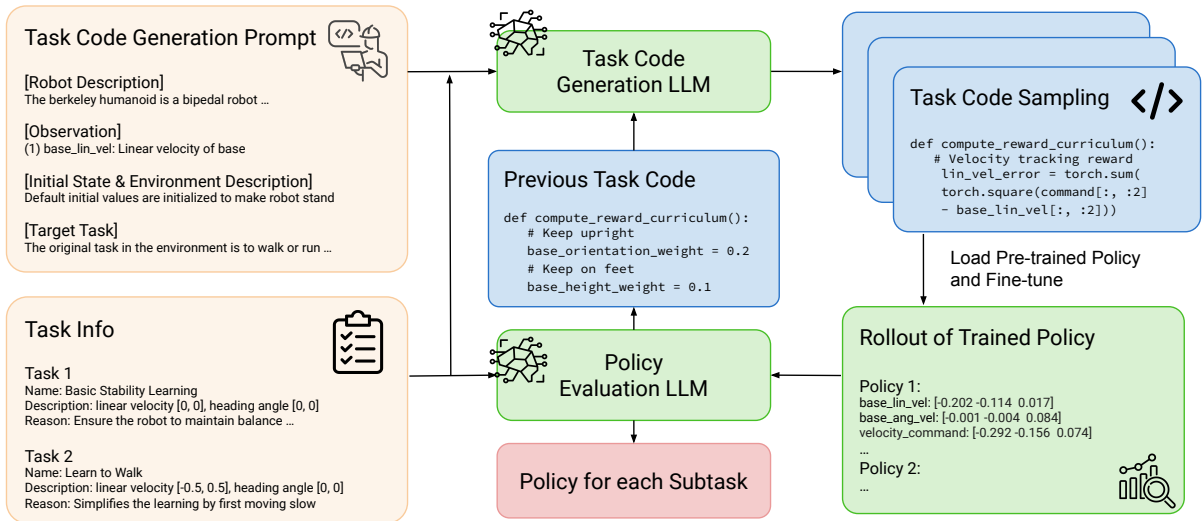 Task Code Generation Prompt
</>
[Robot Description]
The berkeley humanoid is a bipedal robot ...
[Observation]
(1) base_lin_vel: Linear velocity of base
[Initial State & Environment Description]
Default initial values are initialized to make robot stand
[Target Task]
The original task in the environment is to walk or run ...
Task Info
Task 1
Name: Basic Stability Learning
Description: linear velocity [0, 0], heading angle [0, 0]
Reason: Ensure the robot to maintain balance ...
Task 2
Name: Learn to Walk
Description: linear velocity [-0.5, 0.5], heading angle [0, 0]
Reason: Simplifies the learning by first moving slow
Task Code
Generation LLM
Previous Task Code
def compute_reward_curriculum():
# Keep upright
base_orientation_weight = 0.2
# Keep on feet
base_height_weight = 0.1
Policy
Evaluation LLM
Policy for each Subtask
Task Code Sampling
</>
def compute_reward_curriculum():
# Velocity tracking reward
lin_vel_error = torch.sum(
torch.square(command[:, :2]
- base_lin_vel[:, :2]))
Load Pre-trained Policy
and Fine-tune
Rollout of Trained Policy
Policy 1:
base_lin_vel: [-0.202 -0.114 0.017]
base_ang_vel: [-0.001 -0.004 0.084]
velocity_command: [-0.292 -0.156 0.074]
...
Policy 2:
...